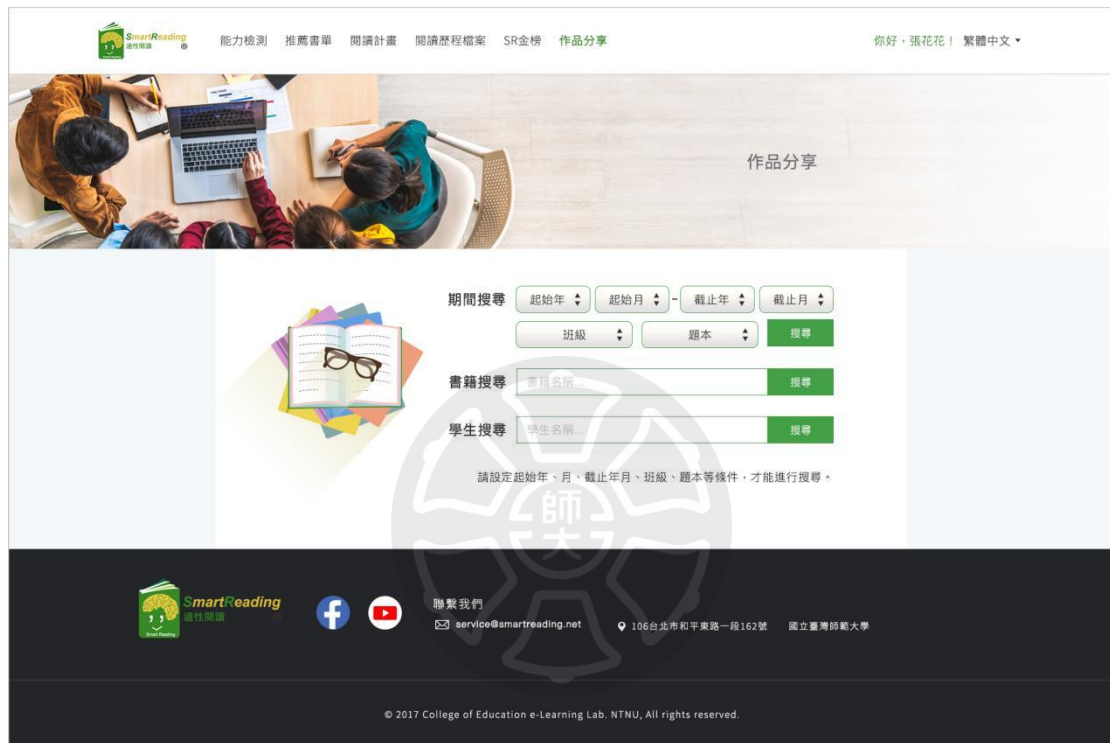 SmartReading
適性閱讀
Smart Reading
能力檢測 推薦書單 閱讀計畫 閱讀歷程檔案 SR金榜 作品分享
你好，張花花！ 繁體中文
作品分享
期間搜尋 起始年 起始月 - 截止年 截止月
班級 題本 搜尋
書籍搜尋 書籍名稱... 搜尋
學生搜尋 學生名稱... 搜尋
請設定起始年、月、截止年月、班級、題本等條件，才能進行搜尋。
師大
SmartReading
適性閱讀
Smart Reading
聯繫我們
service@smartreading.net 106台北市和平東路一段162號 國立臺灣師範大學
© 2017 College of Education e-Learning Lab. NTNU, All rights reserved.